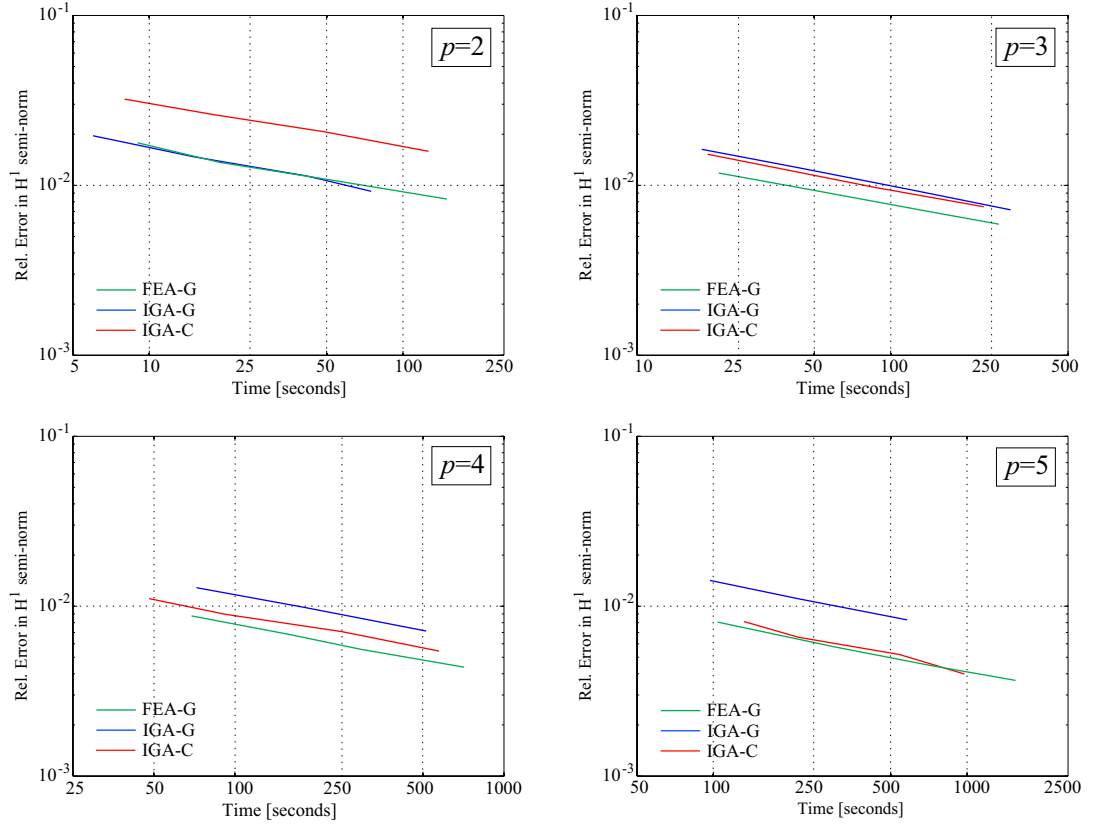 p=2
10^-1
10^-2
10^-3
Rel. Error in H^1 semi-norm
FEA-G
IGA-G
IGA-C
5 10 25 50 100 250
Time [seconds]
p=3
10^-1
10^-2
10^-3
Rel. Error in H^1 semi-norm
FEA-G
IGA-G
IGA-C
10 25 50 100 250 500
Time [seconds]
p=4
10^-1
10^-2
10^-3
Rel. Error in H^1 semi-norm
FEA-G
IGA-G
IGA-C
25 50 100 250 500 1000
Time [seconds]
p=5
10^-1
10^-2
10^-3
Rel. Error in H^1 semi-norm
FEA-G
IGA-G
IGA-C
50 100 250 500 1000 2500
Time [seconds]